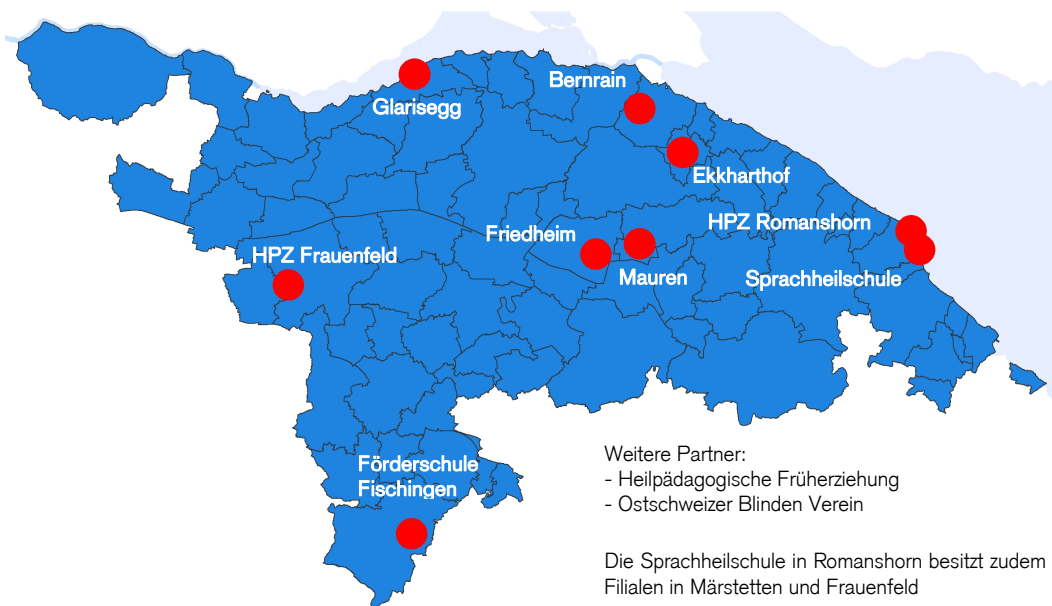 Bernrain
Glarisegg
Ekkharthof
HPZ Romanshorn
Friedheim
HPZ Frauenfeld
Mauren
Sprachheilschule
Förderschule
Fischingen
Weitere Partner:
- Heilpädagogische Früherziehung
- Ostschweizer Blinden Verein
Die Sprachheilschule in Romanshorn besitzt zudem
Filialen in Märstetten und Frauenfeld